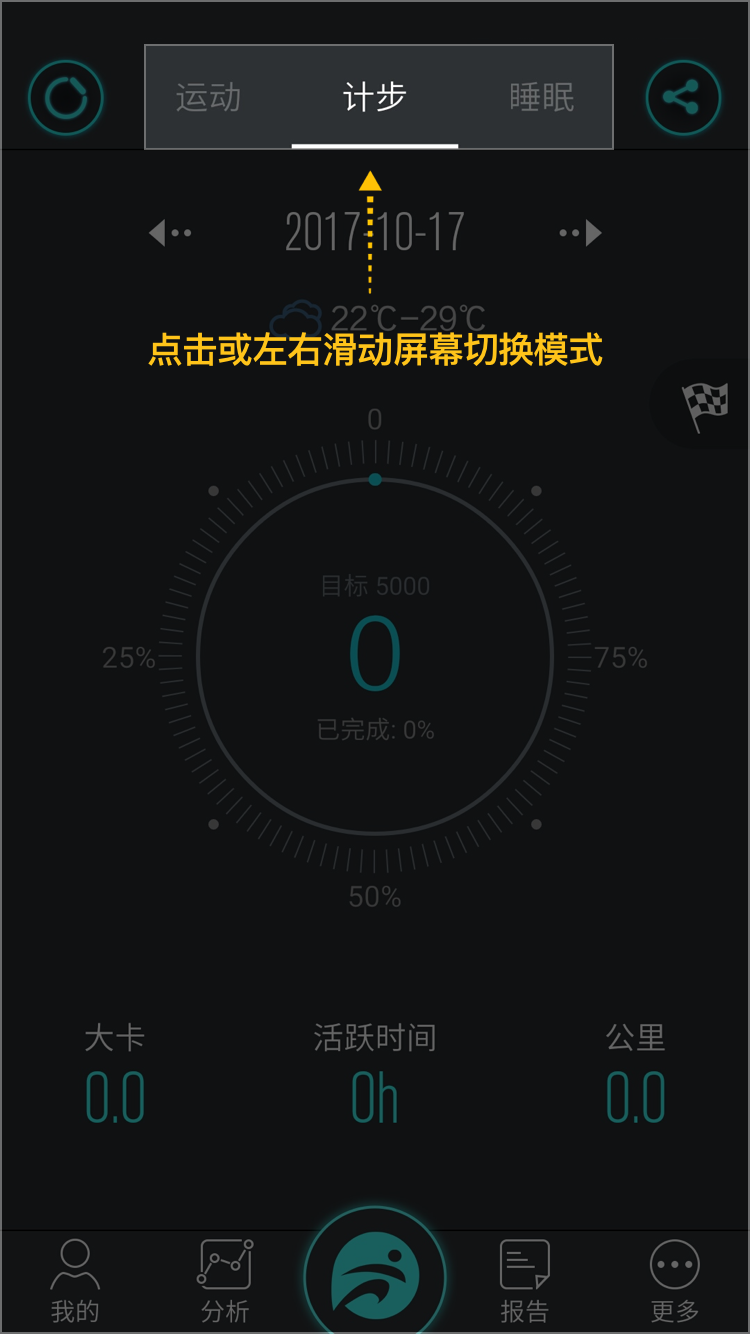 运动 计步 睡眠
2017-10-17
22℃–29℃
点击或左右滑动屏幕切换模式
0
目标 5000
0
25% 75%
已完成: 0%
50%
大卡 活跃时间 公里
0.0 0h 0.0
我的 分析 报告 更多